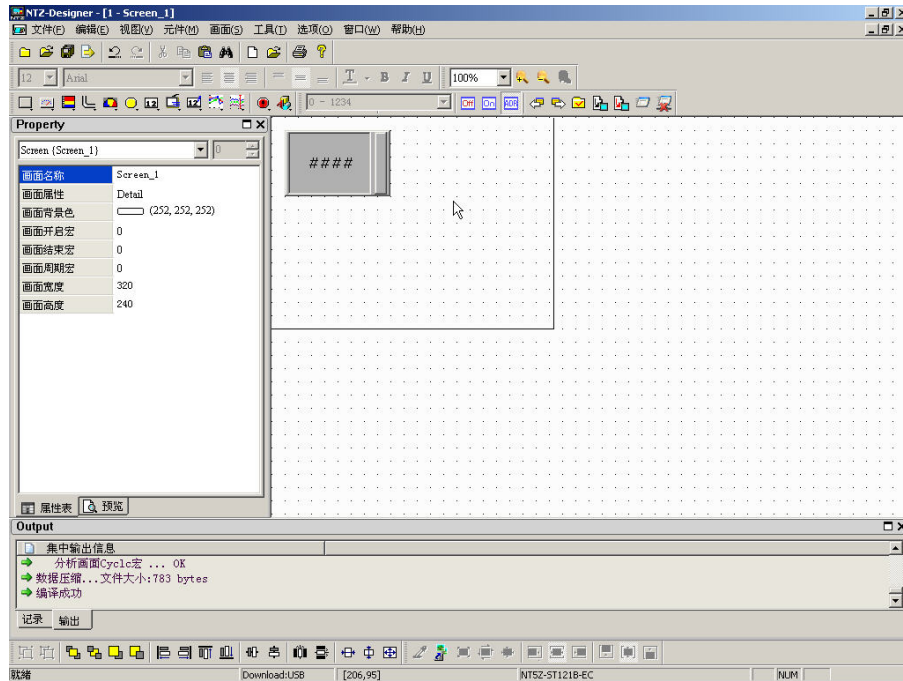 NTZ-Designer - [1 - Screen_1]
文件(F) 编辑(E) 视图(V) 元件(M) 画面(S) 工具(T) 选项(O) 窗口(W) 帮助(H)
12 Arial 100%
0 - 1234
Property
Screen {Screen_1} 0
画面名称 Screen_1
画面属性 Detail
画面背景色 (252, 252, 252)
画面开启宏 0
画面结束宏 0
画面周期宏 0
画面宽度 320
画面高度 240
####
属性表 预览
Output
集中输出信息
分析画面Cyclc宏 ... OK
数据压缩...文件大小:783 bytes
编译成功
记录 输出
就绪 Download:USB [206,95] NT5Z-ST121B-EC NUM